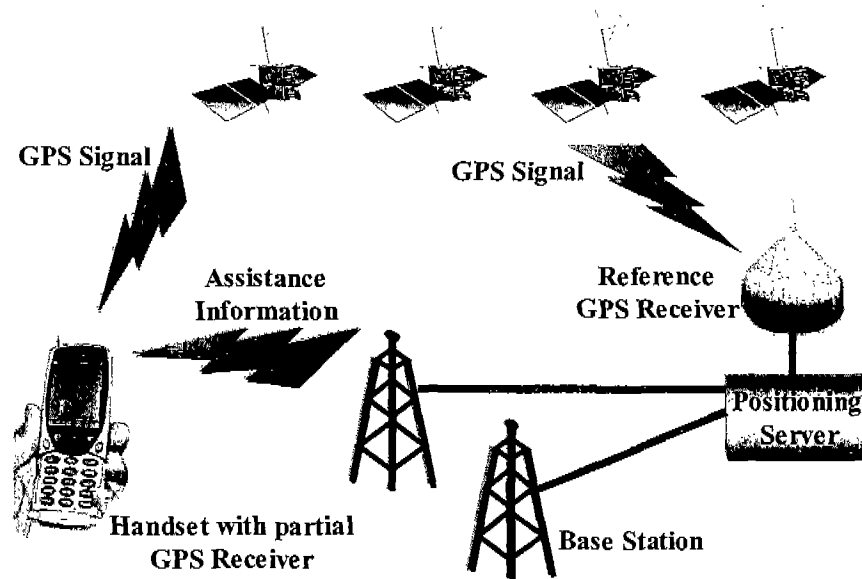 GPS Signal
GPS Signal
Assistance
Information
Reference
GPS Receiver
Positioning
Server
Handset with partial
GPS Receiver
Base Station